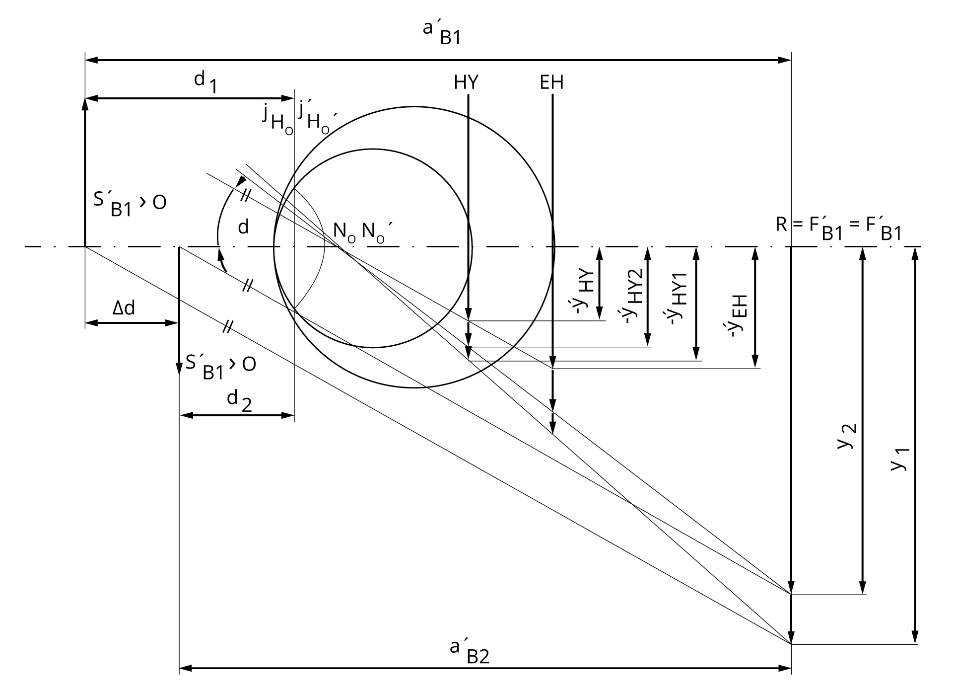 a´B1
d1
HY
EH
jHo
j´Ho´
S´B1 > O
d
No No´
R = F´B1 = F´B1
-ý HY
-ý HY2
-ý HY1
-ý EH
Δd
S´B1 > O
d2
y2
y1
a´B2